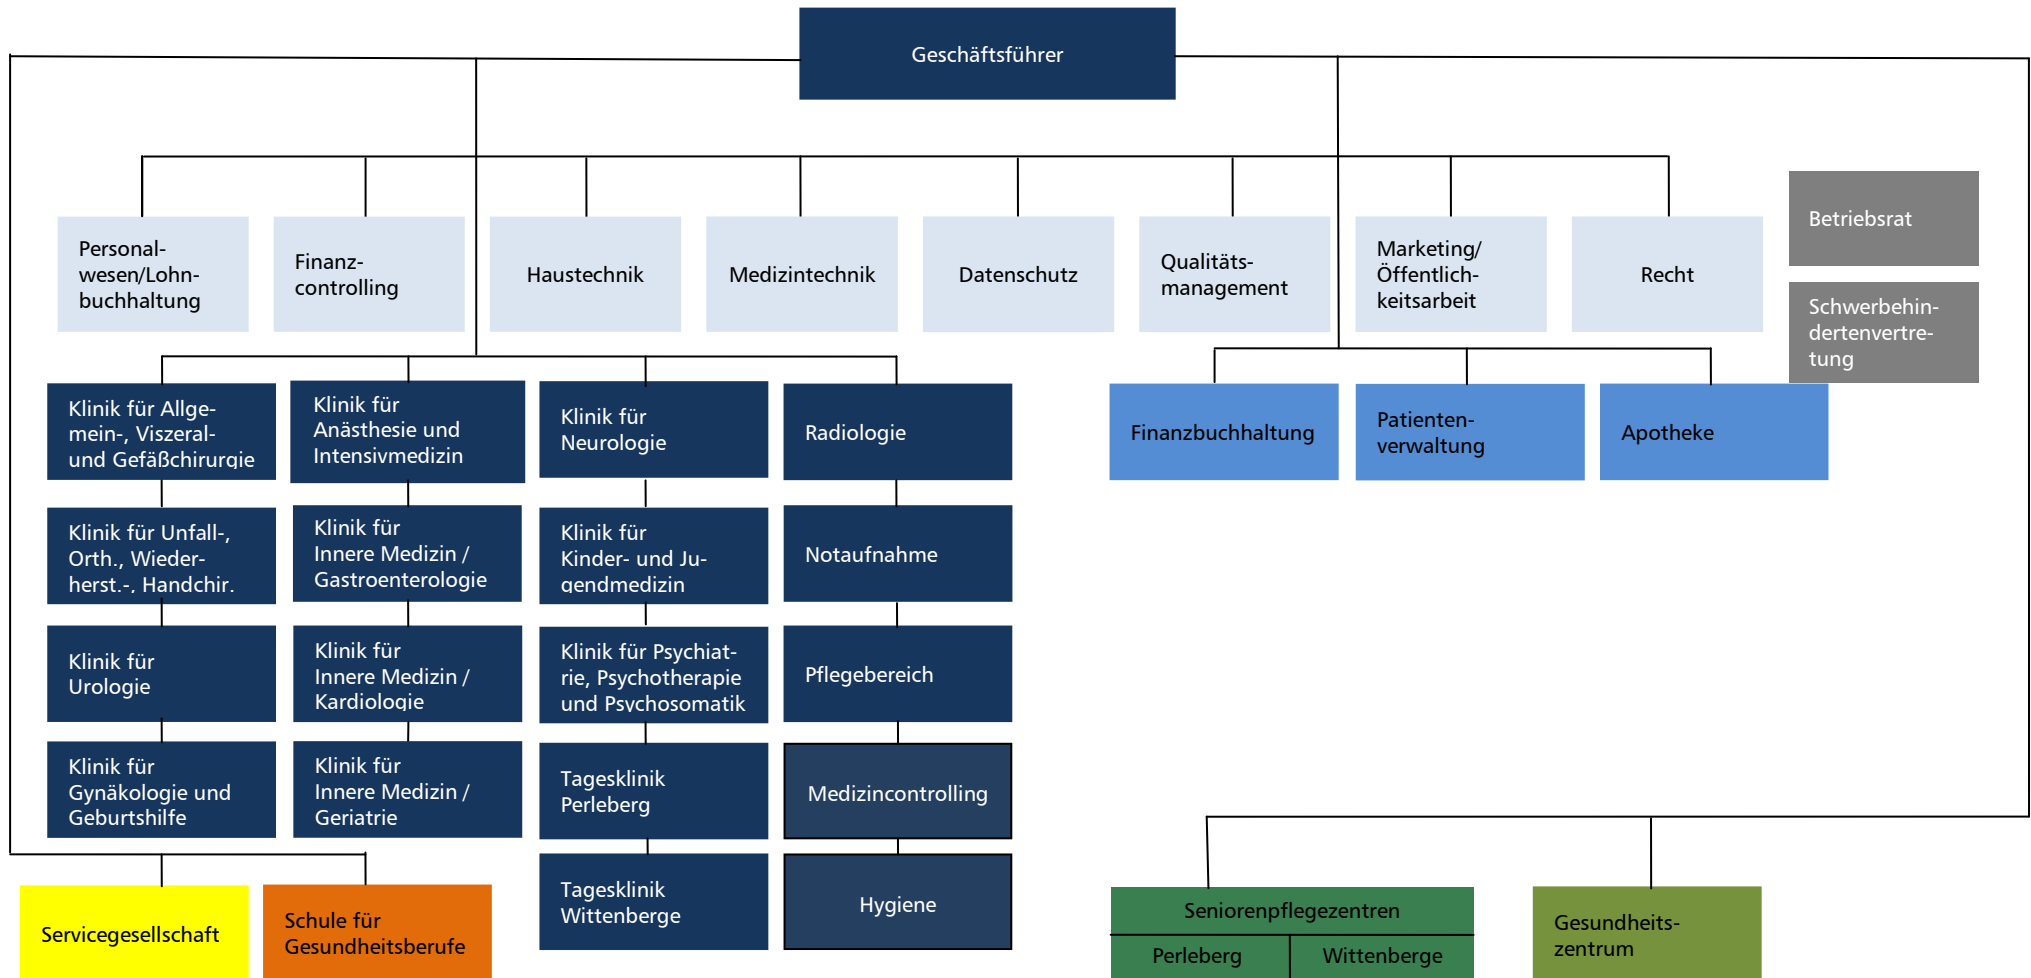 Geschäftsführer
Personal-
wesen/Lohn-
buchhaltung
Finanz-
controlling
Haustechnik
Medizintechnik
Datenschutz
Qualitäts-
management
Marketing/
Öffentlich-
keitsarbeit
Recht
Betriebsrat
Schwerbehin-
dertenvertre-
tung
Klinik für Allge-
mein-, Viszeral-
und Gefäßchirurgie
Klinik für
Anästhesie und
Intensivmedizin
Klinik für
Neurologie
Radiologie
Finanzbuchhaltung
Patienten-
verwaltung
Apotheke
Klinik für Unfall-,
Orth., Wieder-
herst.-, Handchir.
Klinik für
Innere Medizin /
Gastroenterologie
Klinik für
Kinder- und Ju-
gendmedizin
Notaufnahme
Klinik für
Urologie
Klinik für
Innere Medizin /
Kardiologie
Klinik für Psychiat-
rie, Psychotherapie
und Psychosomatik
Pflegebereich
Klinik für
Gynäkologie und
Geburtshilfe
Klinik für
Innere Medizin /
Geriatrie
Tagesklinik
Perleberg
Medizincontrolling
Servicegesellschaft
Schule für
Gesundheitsberufe
Tagesklinik
Wittenberge
Hygiene
Seniorenpflegezentren
Perleberg
Wittenberge
Gesundheits-
zentrum